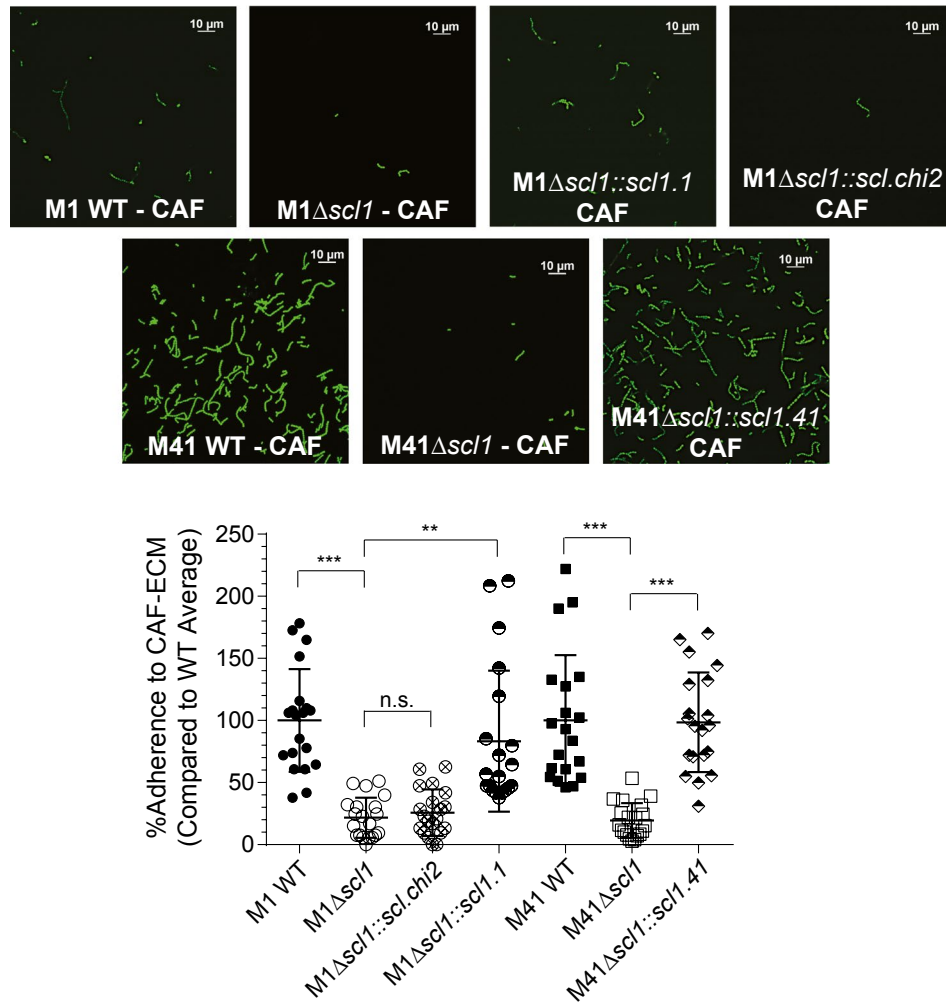 10 µm
10 µm
10 µm
10 µm
M1 WT - CAF
M1Δscl1 - CAF
M1Δscl1::scl1.1
CAF
M1Δscl1::scl.chi2
CAF
10 µm
10 µm
10 µm
M41 WT - CAF
M41Δscl1 - CAF
M41Δscl1::scl1.41
CAF
%Adherence to CAF-ECM
(Compared to WT Average)
250
200
150
100
50
0
***
**
n.s.
***
***
M1 WT
M1Δscl1
M1Δscl1::scl.chi2
M1Δscl1::scl1.1
M41 WT
M41Δscl1
M41Δscl1::scl1.41